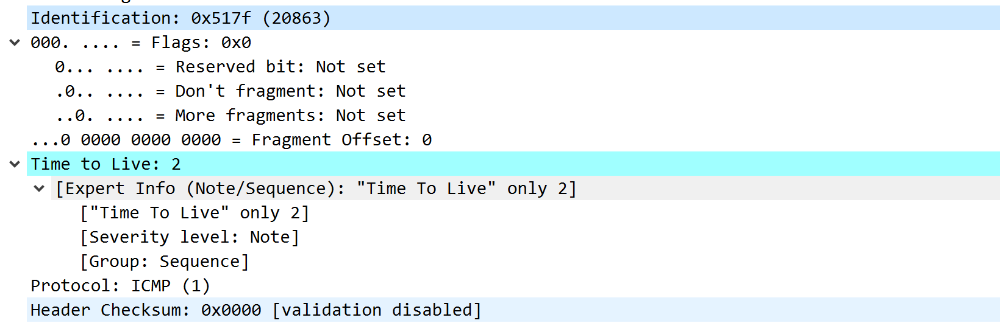 Identification: 0x517f (20863)
000. .... = Flags: 0x0
0... .... = Reserved bit: Not set
.0.. .... = Don't fragment: Not set
..0. .... = More fragments: Not set
...0 0000 0000 0000 = Fragment Offset: 0
Time to Live: 2
[Expert Info (Note/Sequence): "Time To Live" only 2]
["Time To Live" only 2]
[Severity level: Note]
[Group: Sequence]
Protocol: ICMP (1)
Header Checksum: 0x0000 [validation disabled]